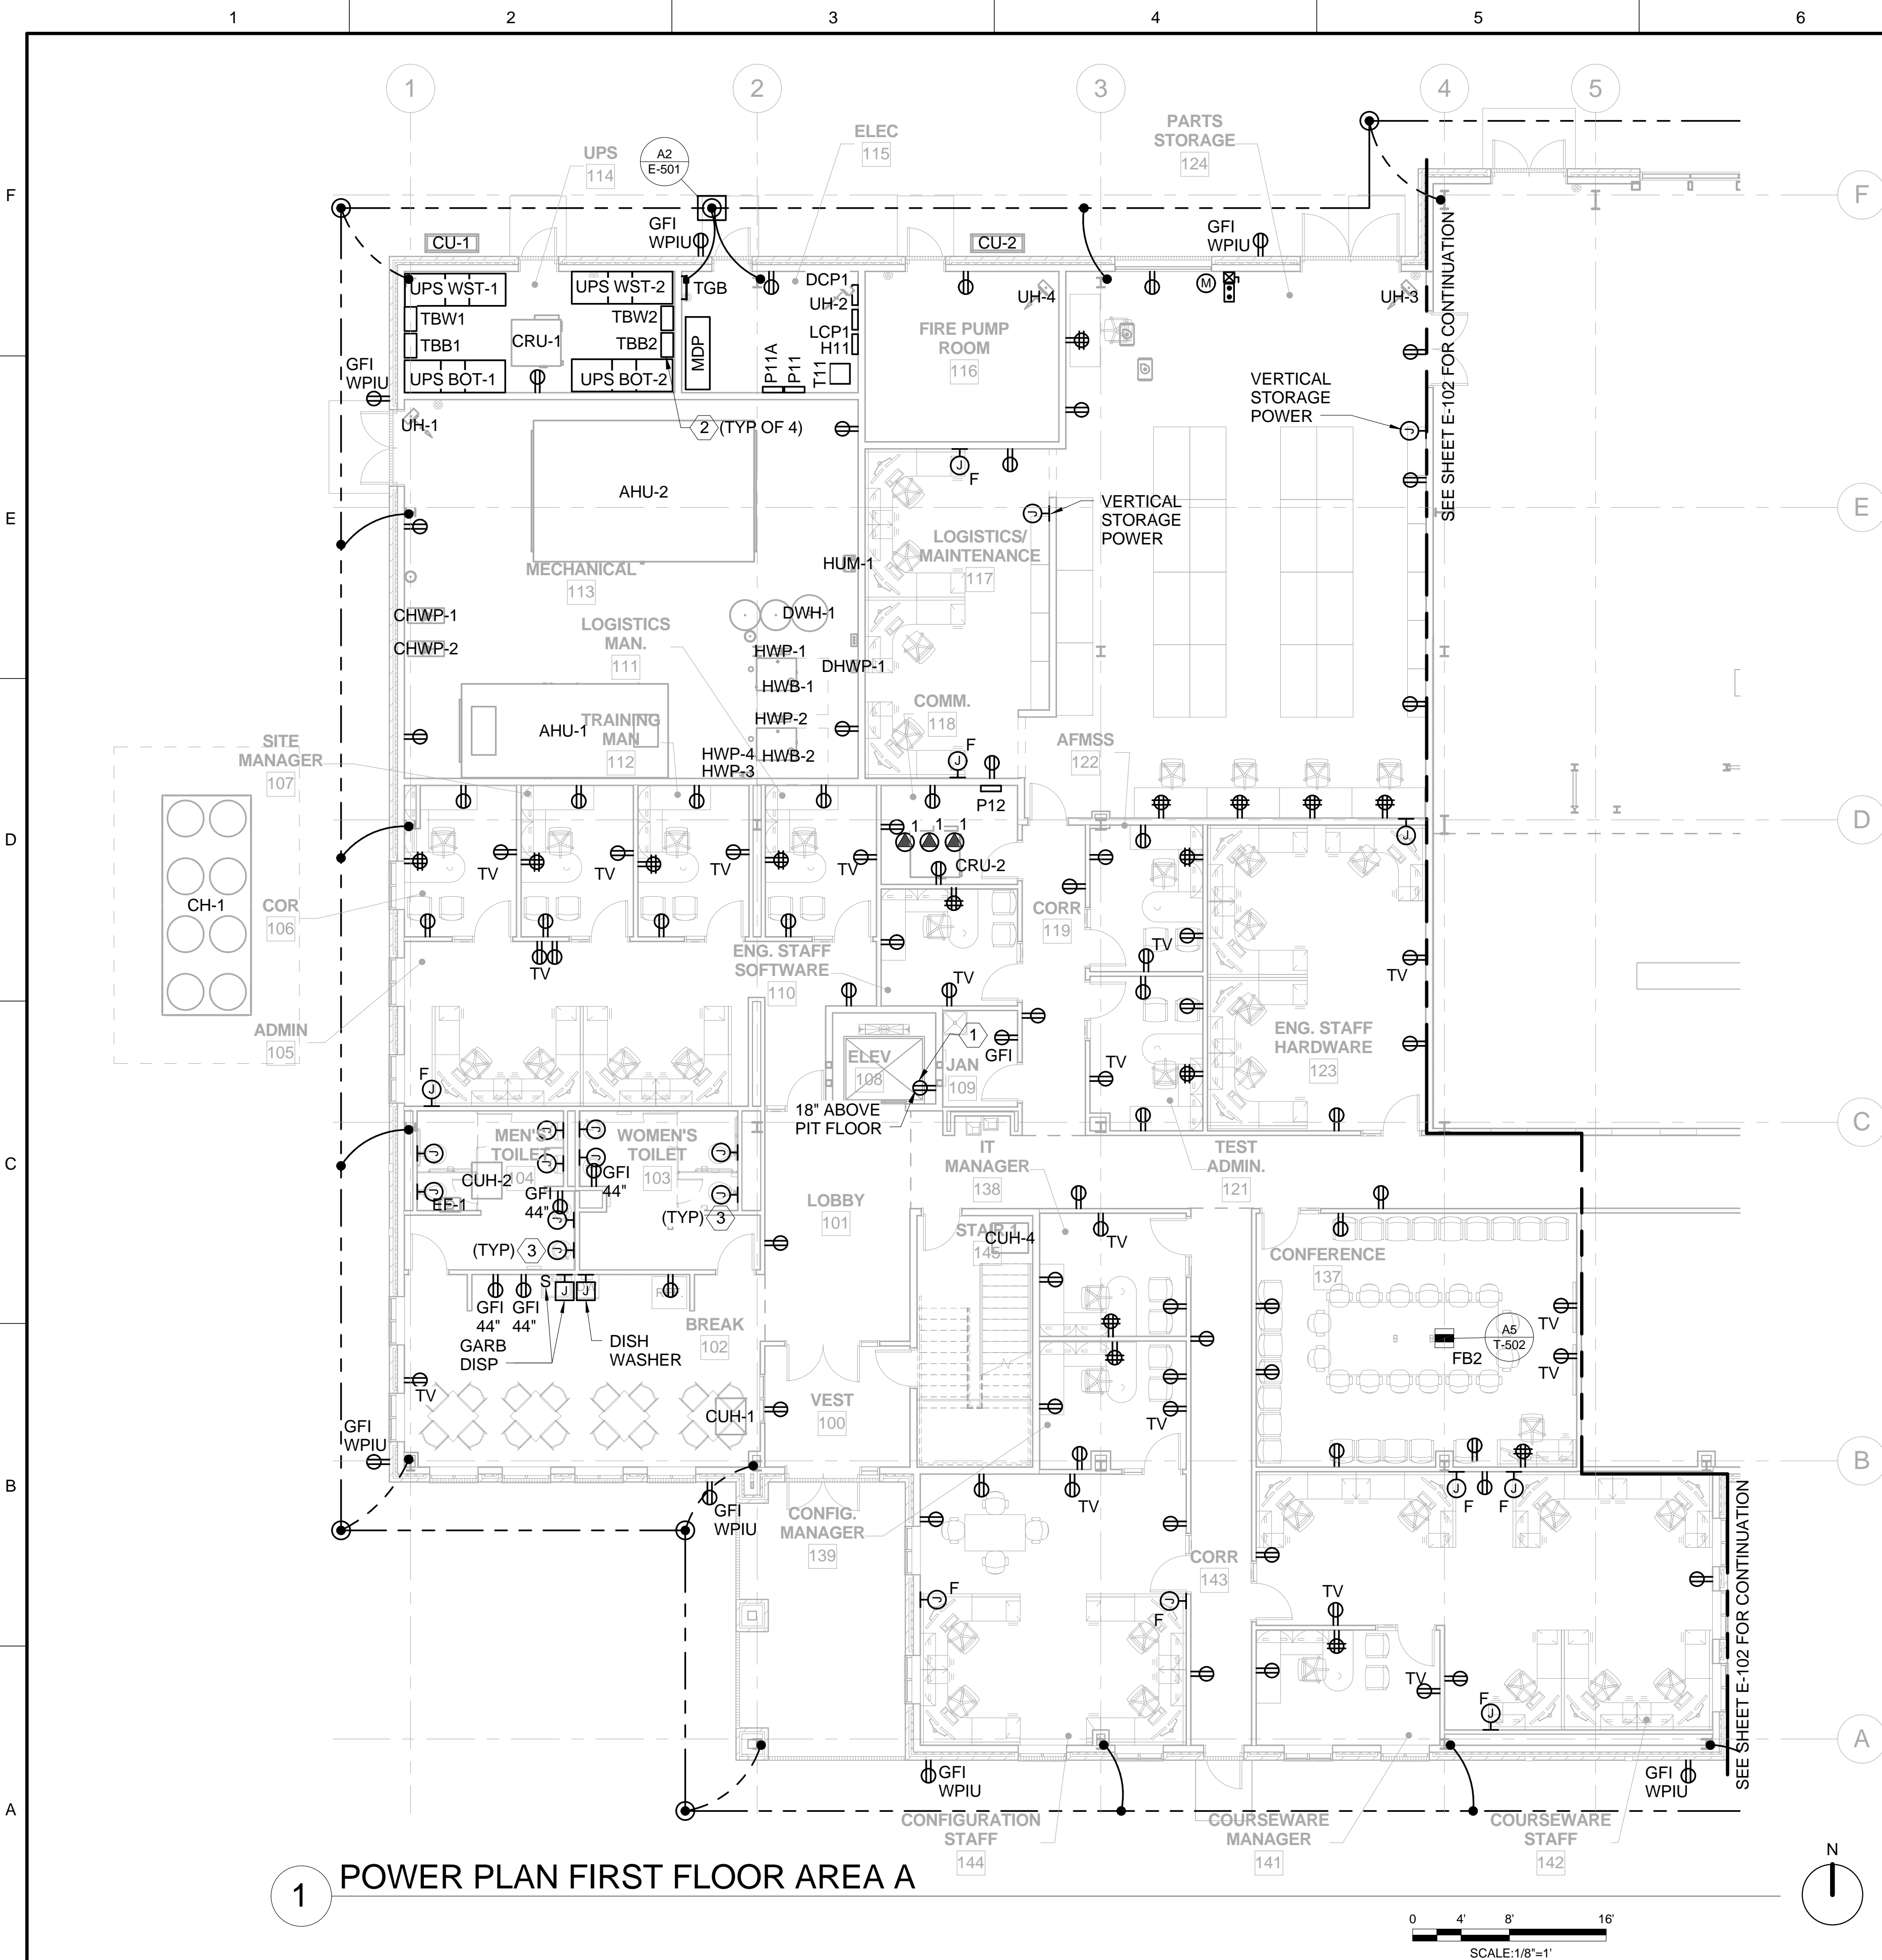 1
2
3
4
5
6
F
E
D
C
B
A
1
2
3
4
5
F
E
D
C
B
A
UPS
114
A2
E-501
ELEC
115
PARTS
STORAGE
124
GFI
WPIU
GFI
WPIU
CU-1
CU-2
UPS WST-1
UPS WST-2
TGB
DCP1
UH-2
LCP1
H11
UH-4
M
UH-3
TBW1
TBW2
CRU-1
TBB1
TBB2
MDP
P11A
P11
T11
UPS BOT-1
UPS BOT-2
FIRE PUMP
ROOM
116
GFI
WPIU
UH-1
2
(TYP OF 4)
VERTICAL
STORAGE
POWER
J
SEE SHEET E-102 FOR CONTINUATION
AHU-2
J
F
J
VERTICAL
STORAGE
POWER
LOGISTICS/
MAINTENANCE
117
MECHANICAL
113
HUM-1
CHWP-1
CHWP-2
DWH-1
LOGISTICS
MAN.
111
HWP-1
HWB-1
DHWP-1
HWP-2
HWB-2
HWP-4
HWP-3
AHU-1
TRAINING
MAN
112
COMM.
118
F
J
P12
AFMSS
122
SITE
MANAGER
107
COR
106
CH-1
ADMIN
105
1
1
1
CRU-2
TV
TV
TV
TV
TV
CORR
119
TV
J
TV
ENG. STAFF
SOFTWARE
110
TV
1
GFI
ELEV
108
JAN
109
18" ABOVE
PIT FLOOR
TV
ENG. STAFF
HARDWARE
123
F
J
MEN'S
TOILET
104
J
J
J
J
WOMEN'S
TOILET
103
J
J
J
J
CUH-2
EF-1
GFI
44"
GFI
44"
J
J
(TYP)
3
(TYP)
3
LOBBY
101
IT
MANAGER
138
TEST
ADMIN.
121
STAIR 1
145
CUH-4
TV
CONFERENCE
137
S
J
J
GFI
44"
GFI
44"
GARB
DISP
DISH
WASHER
BREAK
102
TV
CUH-1
VEST
100
TV
TV
TV
FB2
A5
T-502
GFI
WPIU
GFI
WPIU
CONFIG.
MANAGER
139
TV
J
F
J
F
CORR
143
J
F
J
F
TV
TV
F
J
SEE SHEET E-102 FOR CONTINUATION
GFI
WPIU
GFI
WPIU
CONFIGURATION
STAFF
144
COURSEWARE
MANAGER
141
COURSEWARE
STAFF
142
1
POWER PLAN FIRST FLOOR AREA A
N
0
4'
8'
16'
SCALE:1/8"=1'